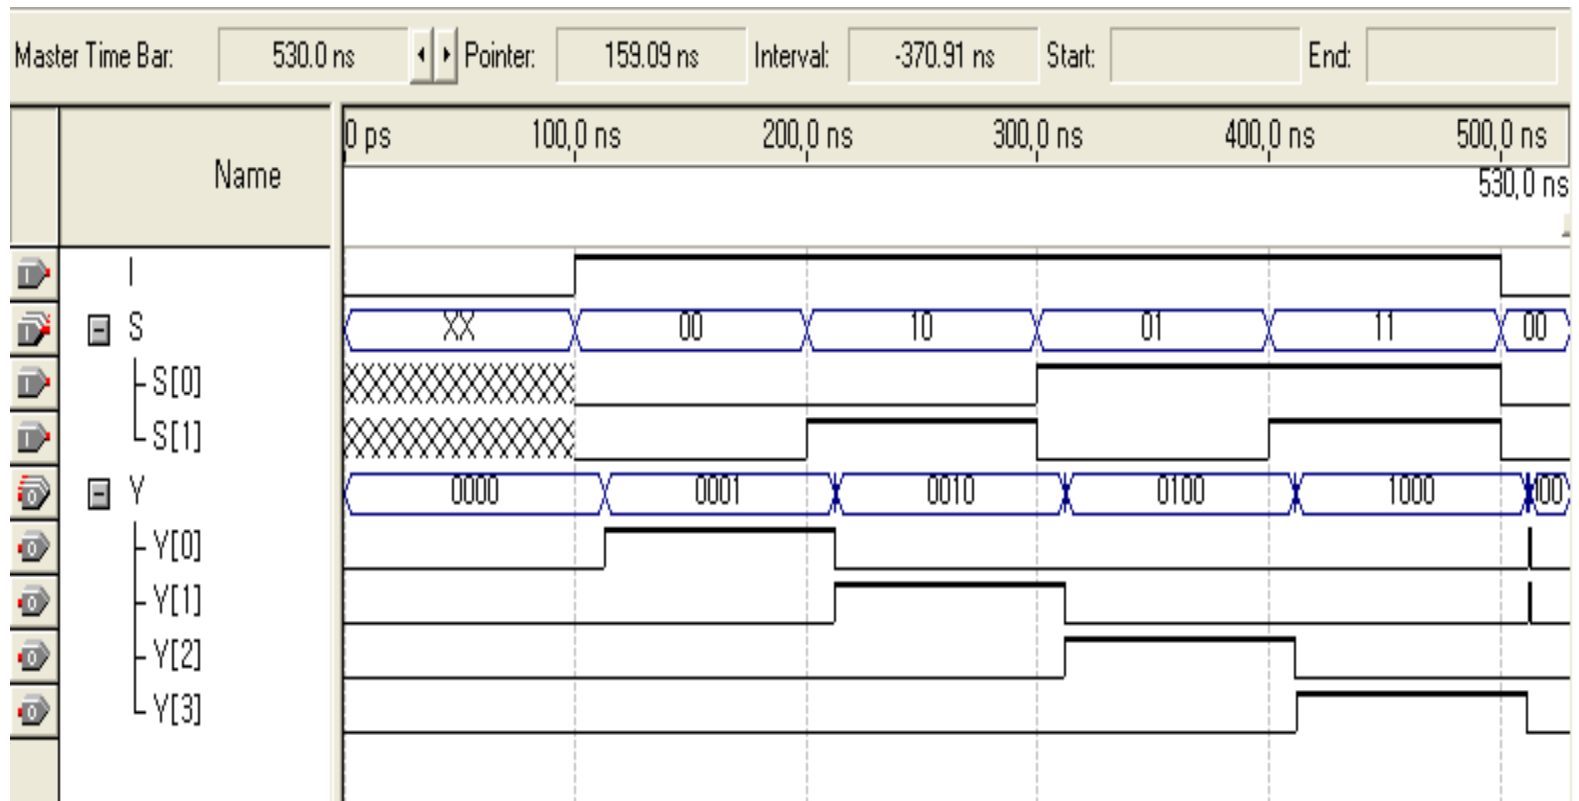 Master Time Bar: 530.0 ns Pointer: 159.09 ns Interval: -370.91 ns Start: End:
0 ps 100,0 ns 200,0 ns 300,0 ns 400,0 ns 500,0 ns
Name
530,0 ns
I
S XX 00 10 01 11 00
S[0]
S[1]
Y 0000 0001 0010 0100 1000 00
Y[0]
Y[1]
Y[2]
Y[3]